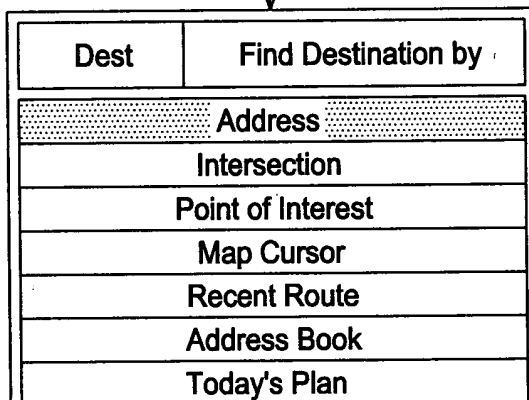 Dest Find Destination by
Address
Intersection
Point of Interest
Map Cursor
Recent Route
Address Book
Today's Plan